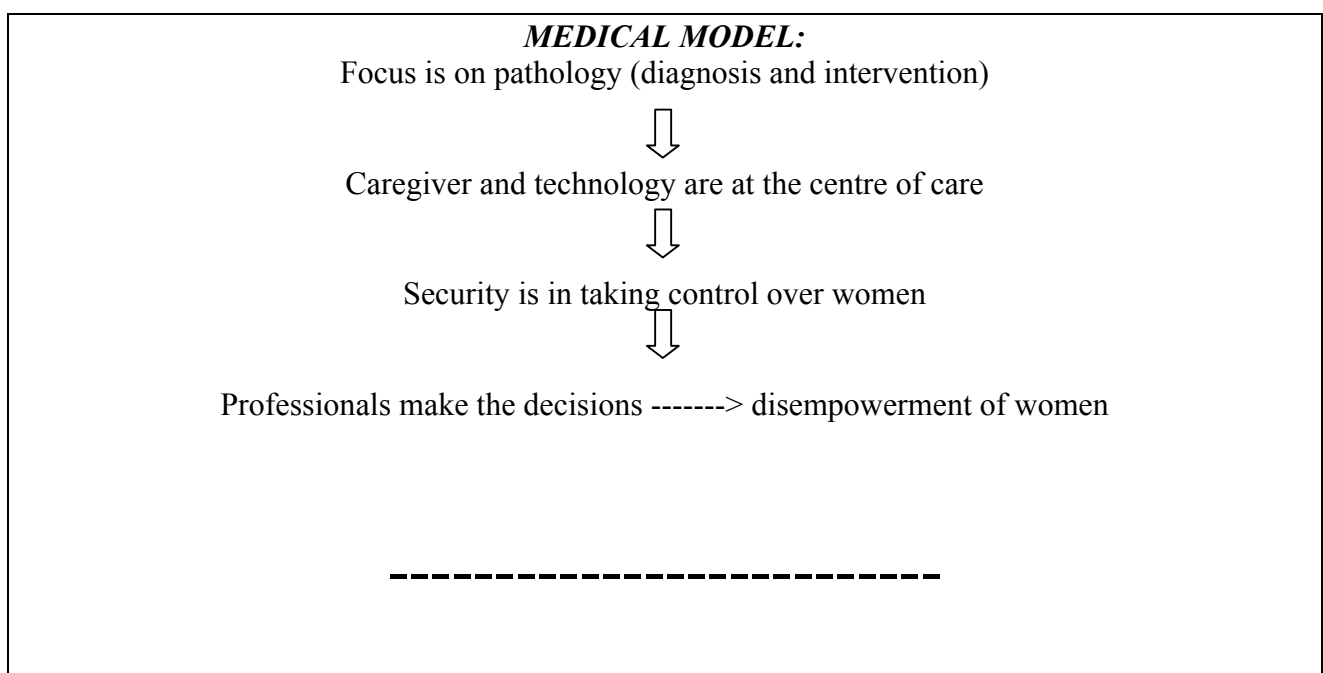 MEDICAL MODEL:
Focus is on pathology (diagnosis and intervention)
Caregiver and technology are at the centre of care
Security is in taking control over women
Professionals make the decisions -------> disempowerment of women